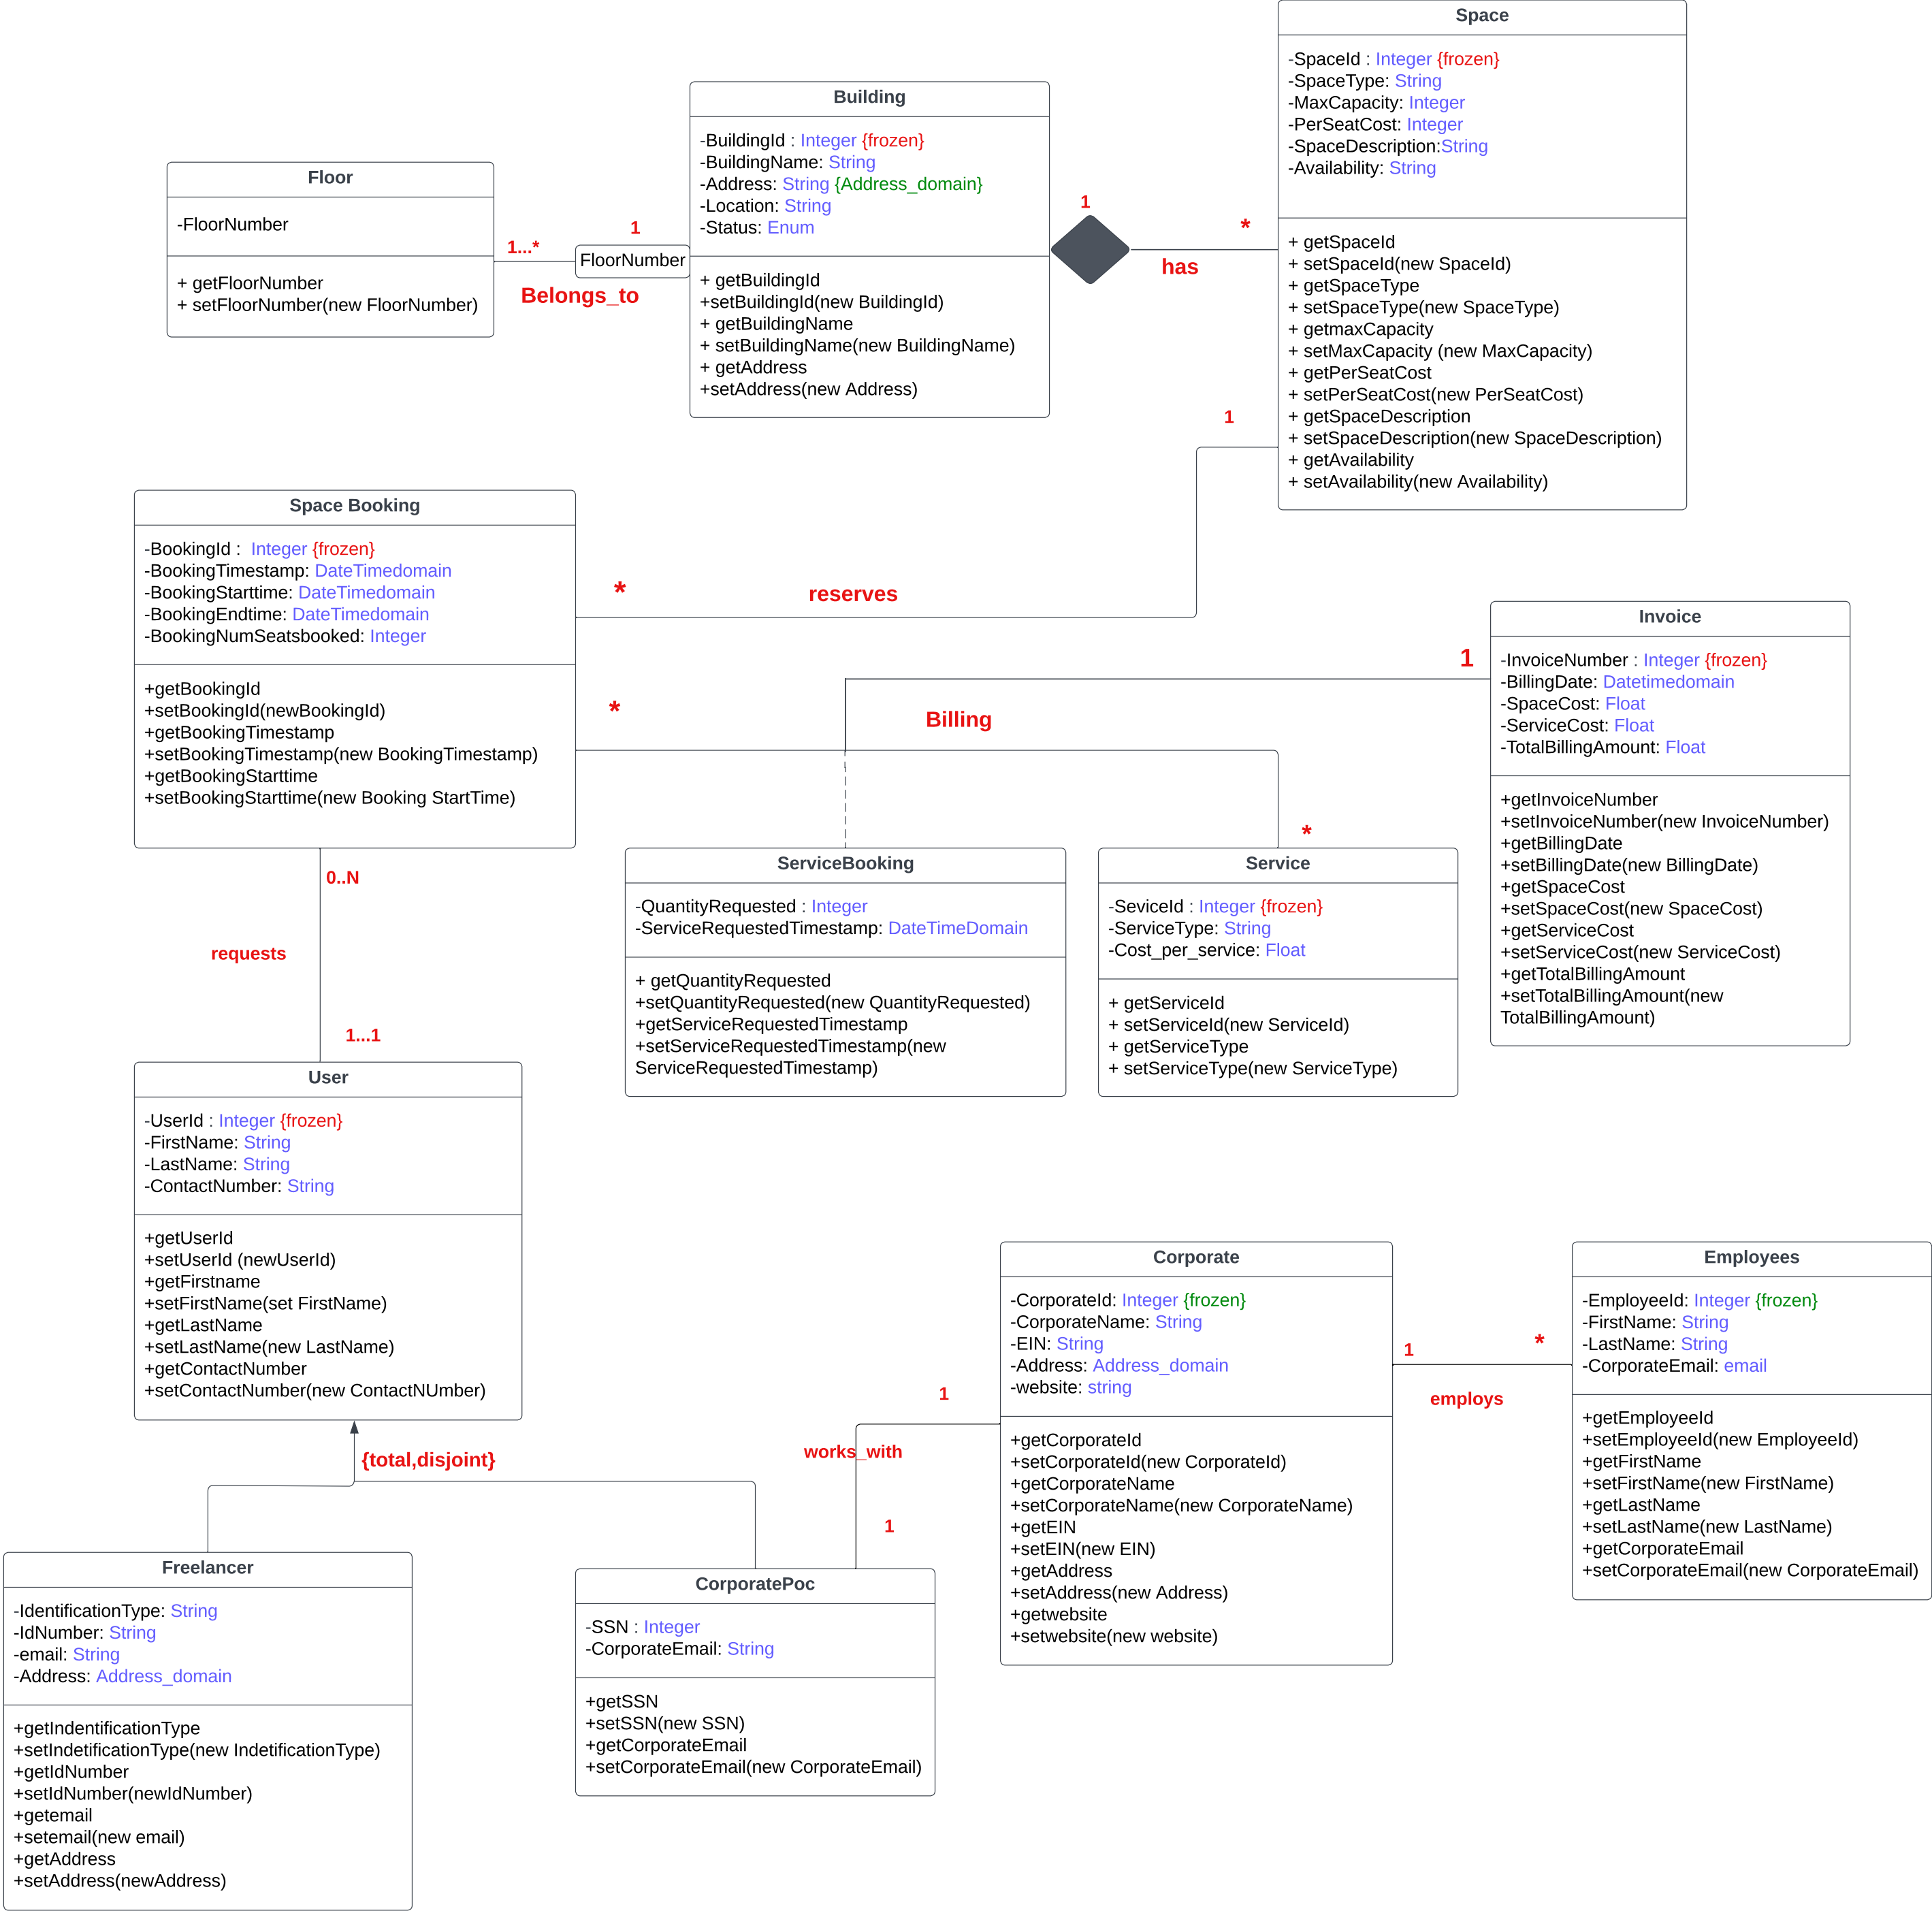 Space
-SpaceId : Integer {frozen}
-SpaceType: String
-MaxCapacity: Integer
-PerSeatCost: Integer
-SpaceDescription:String
-Availability: String
+ getSpaceId
+ setSpaceId(new SpaceId)
+ getSpaceType
+ setSpaceType(new SpaceType)
+ getmaxCapacity
+ setMaxCapacity (new MaxCapacity)
+ getPerSeatCost
+ setPerSeatCost(new PerSeatCost)
+ getSpaceDescription
+ setSpaceDescription(new SpaceDescription)
+ getAvailability
+ setAvailability(new Availability)
Building
-BuildingId : Integer {frozen}
-BuildingName: String
-Address: String {Address_domain}
-Location: String
-Status: Enum
+ getBuildingId
+setBuildingId(new BuildingId)
+ getBuildingName
+ setBuildingName(new BuildingName)
+ getAddress
+setAddress(new Address)
Floor
-FloorNumber
+ getFloorNumber
+ setFloorNumber(new FloorNumber)
1...*
1
FloorNumber
Belongs_to
1
*
has
1
Space Booking
-BookingId :  Integer {frozen}
-BookingTimestamp: DateTimedomain
-BookingStarttime: DateTimedomain
-BookingEndtime: DateTimedomain
-BookingNumSeatsbooked: Integer
+getBookingId
+setBookingId(newBookingId)
+getBookingTimestamp
+setBookingTimestamp(new BookingTimestamp)
+getBookingStarttime
+setBookingStarttime(new Booking StartTime)
*
reserves
*
Billing
1
*
Invoice
-InvoiceNumber : Integer {frozen}
-BillingDate: Datetimedomain
-SpaceCost: Float
-ServiceCost: Float
-TotalBillingAmount: Float
+getInvoiceNumber
+setInvoiceNumber(new InvoiceNumber)
+getBillingDate
+setBillingDate(new BillingDate)
+getSpaceCost
+setSpaceCost(new SpaceCost)
+getServiceCost
+setServiceCost(new ServiceCost)
+getTotalBillingAmount
+setTotalBillingAmount(new
TotalBillingAmount)
ServiceBooking
-QuantityRequested : Integer
-ServiceRequestedTimestamp: DateTimeDomain
+ getQuantityRequested
+setQuantityRequested(new QuantityRequested)
+getServiceRequestedTimestamp
+setServiceRequestedTimestamp(new
ServiceRequestedTimestamp)
Service
-SeviceId : Integer {frozen}
-ServiceType: String
-Cost_per_service: Float
+ getServiceId
+ setServiceId(new ServiceId)
+ getServiceType
+ setServiceType(new ServiceType)
0..N
requests
1...1
User
-UserId : Integer {frozen}
-FirstName: String
-LastName: String
-ContactNumber: String
+getUserId
+setUserId (newUserId)
+getFirstname
+setFirstName(set FirstName)
+getLastName
+setLastName(new LastName)
+getContactNumber
+setContactNumber(new ContactNUmber)
{total,disjoint}
Corporate
-CorporateId: Integer {frozen}
-CorporateName: String
-EIN: String
-Address: Address_domain
-website: string
+getCorporateId
+setCorporateId(new CorporateId)
+getCorporateName
+setCorporateName(new CorporateName)
+getEIN
+setEIN(new EIN)
+getAddress
+setAddress(new Address)
+getwebsite
+setwebsite(new website)
1
*
employs
Employees
-EmployeeId: Integer {frozen}
-FirstName: String
-LastName: String
-CorporateEmail: email
+getEmployeeId
+setEmployeeId(new EmployeeId)
+getFirstName
+setFirstName(new FirstName)
+getLastName
+setLastName(new LastName)
+getCorporateEmail
+setCorporateEmail(new CorporateEmail)
1
works_with
1
Freelancer
-IdentificationType: String
-IdNumber: String
-email: String
-Address: Address_domain
+getIndentificationType
+setIndetificationType(new IndetificationType)
+getIdNumber
+setIdNumber(newIdNumber)
+getemail
+setemail(new email)
+getAddress
+setAddress(newAddress)
CorporatePoc
-SSN : Integer
-CorporateEmail: String
+getSSN
+setSSN(new SSN)
+getCorporateEmail
+setCorporateEmail(new CorporateEmail)